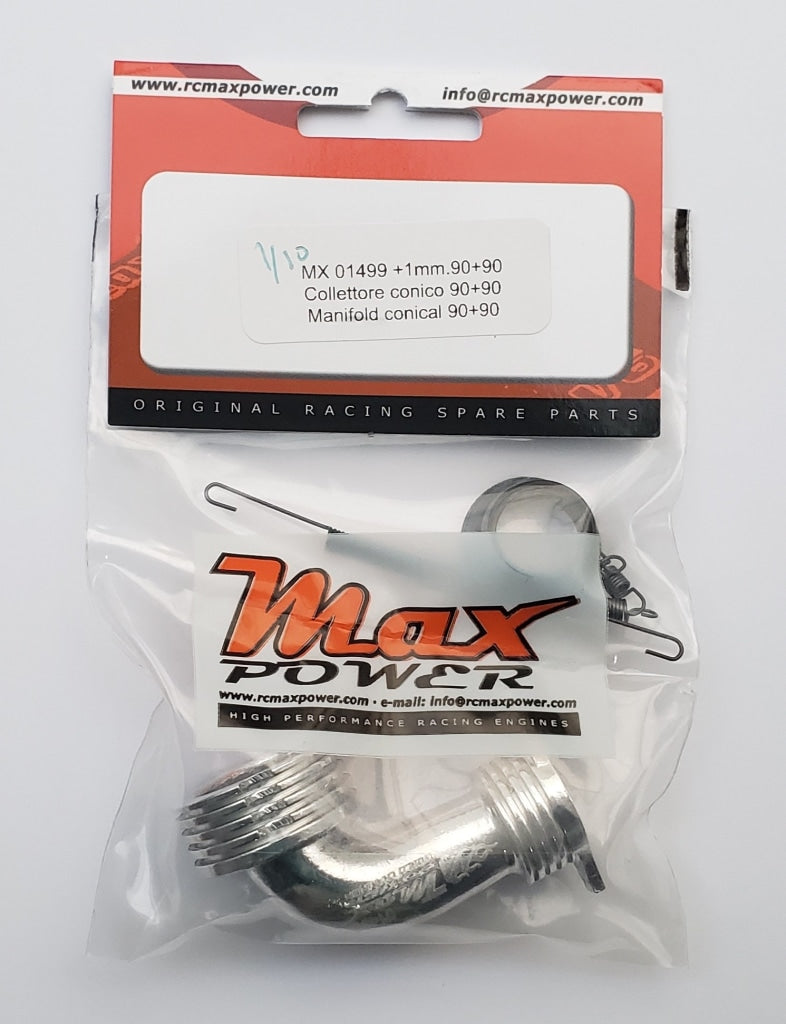 www.rcmaxpower.com
info@rcmaxpower.com
1/10
MX 01499 +1mm.90+90
Collettore conico 90+90
Manifold conical 90+90
ORIGINAL RACING SPARE PARTS
max
POWER
www.rcmaxpower.com · e-mail: info@rcmaxpower.com
HIGH PERFORMANCE RACING ENGINES